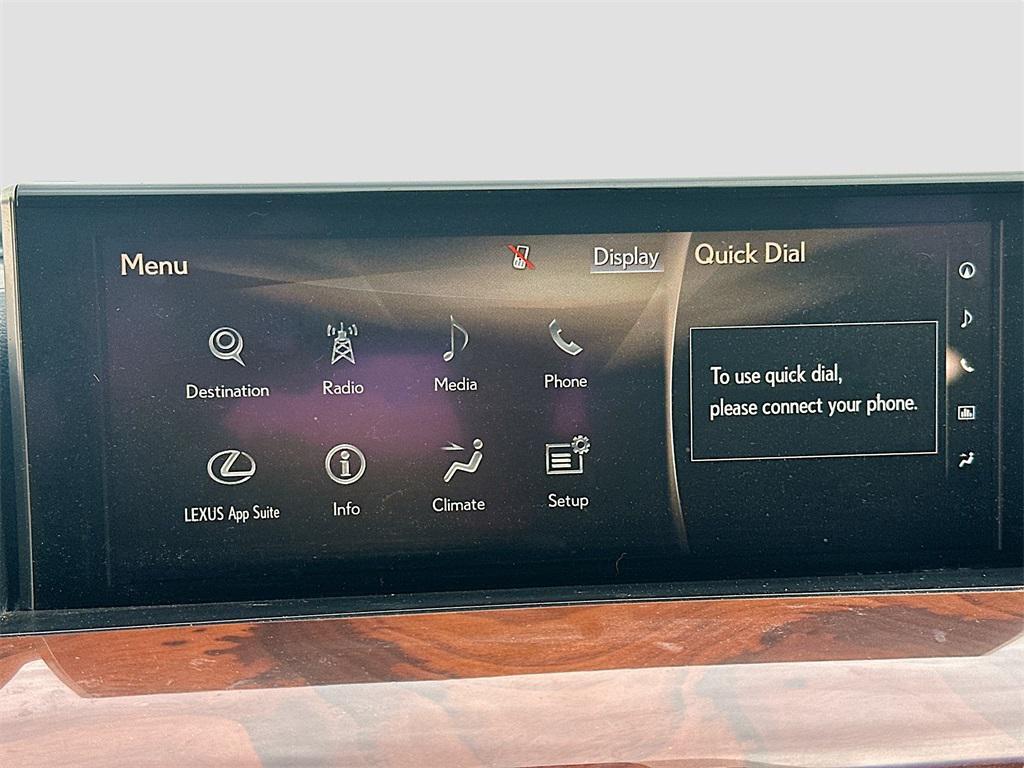 Menu
Display
Quick Dial
Destination
Radio
Media
Phone
To use quick dial,
please connect your phone.
LEXUS App Suite
Info
Climate
Setup